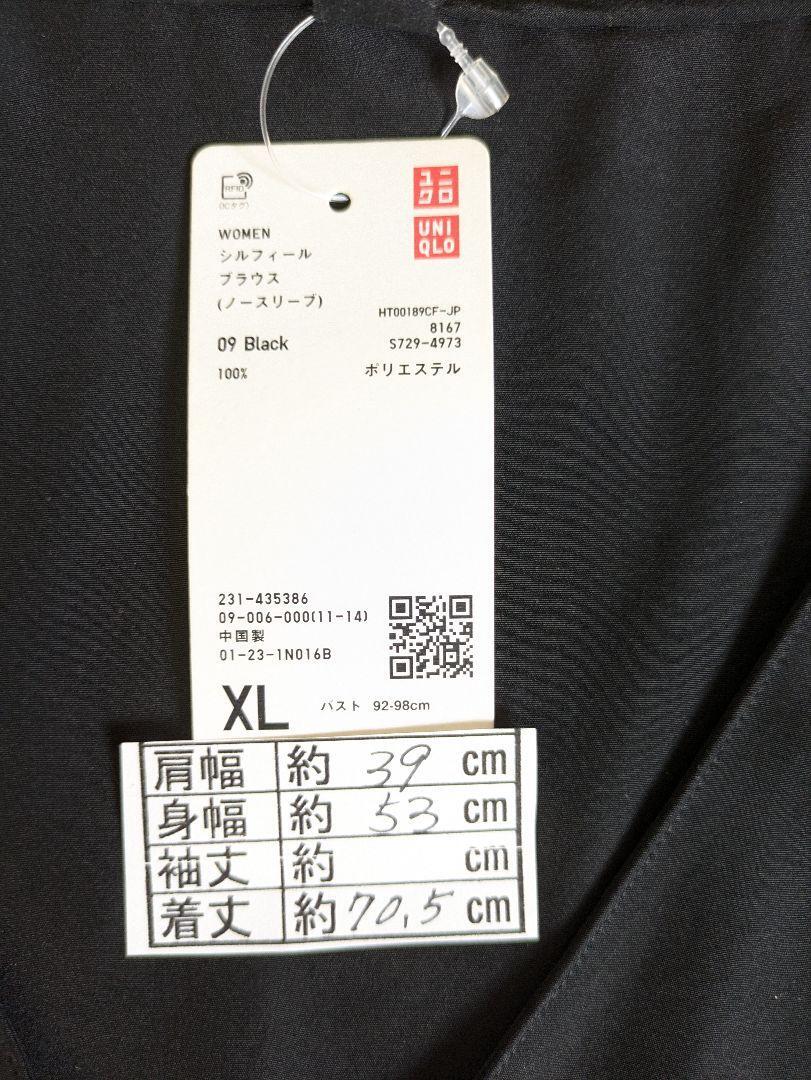 RFID
(ICタグ)
ユニ
クロ
UNI
QLO
WOMEN
シルフィール
ブラウス
(ノースリーブ)
HT00189CF-JP
8167
09 Black
S729-4973
100%
ポリエステル
231-435386
09-006-000(11-14)
中国製
01-23-1N016B
XL バスト 92-98cm
肩幅 約 39 cm
身幅 約 53 cm
袖丈 約 cm
着丈 約 70.5 cm